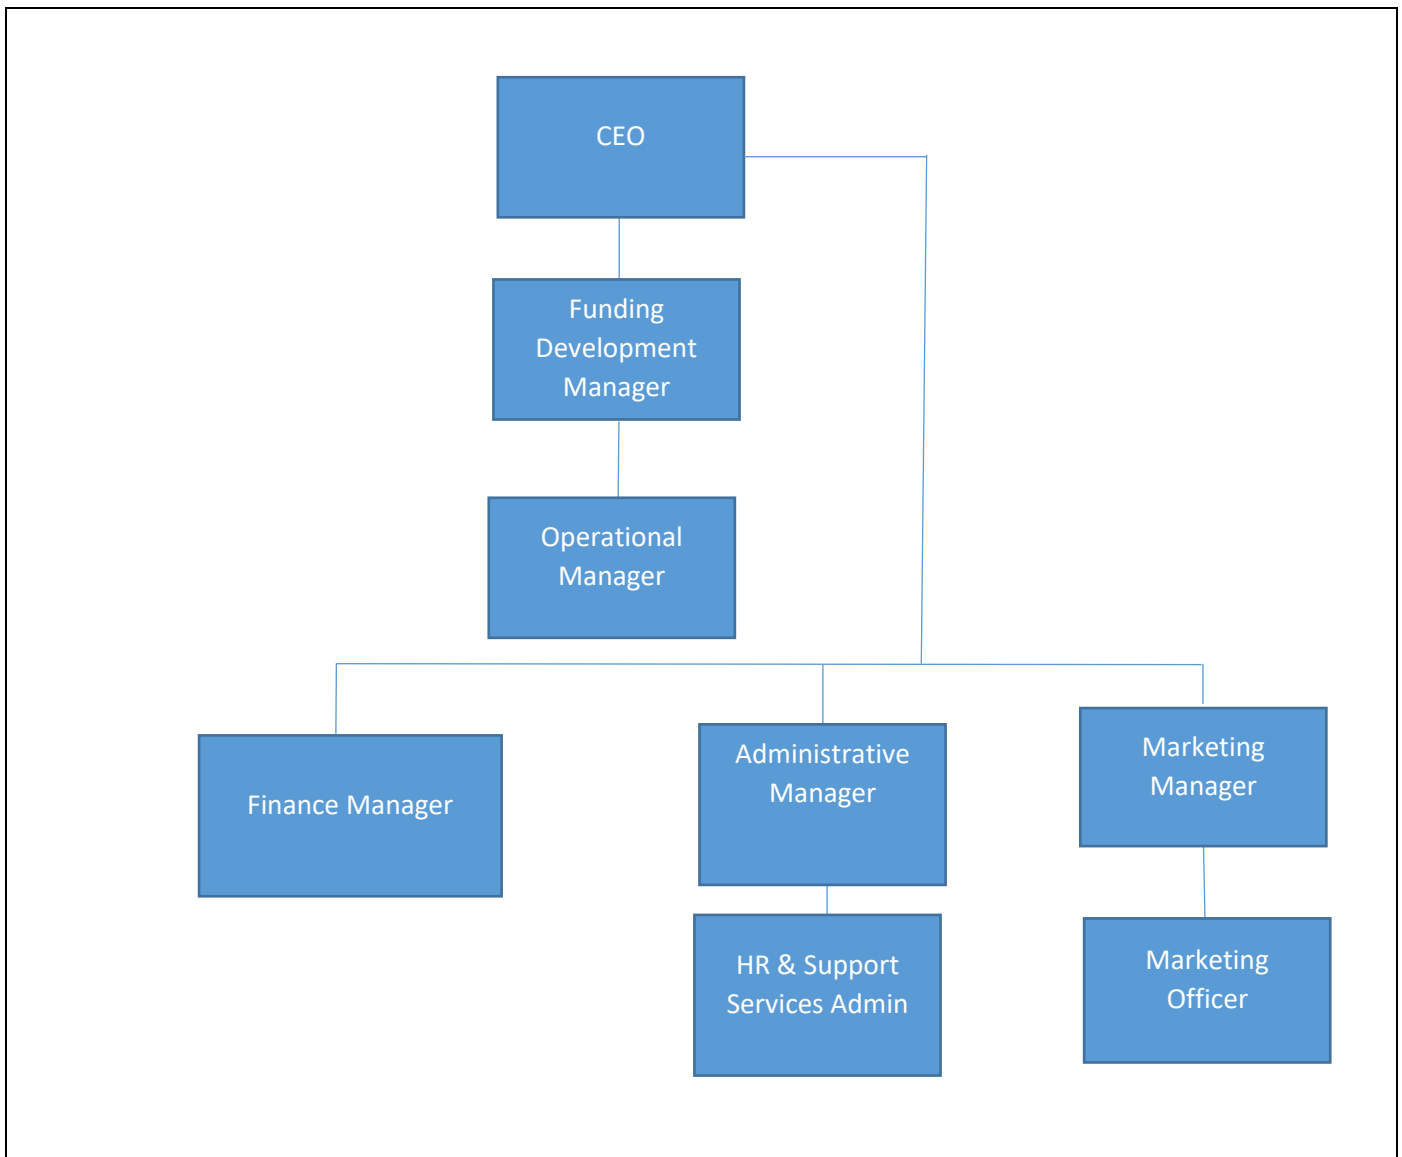 CEO
Funding
Development
Manager
Operational
Manager
Finance Manager
Administrative
Manager
Marketing
Manager
HR & Support
Services Admin
Marketing
Officer